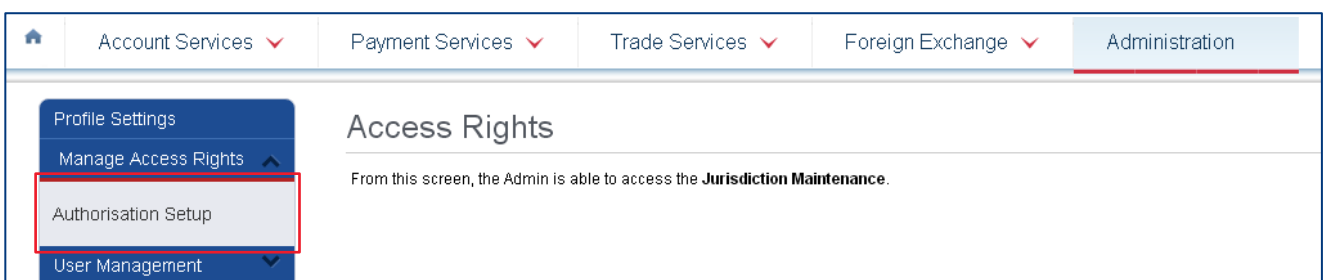 Account Services
Payment Services
Trade Services
Foreign Exchange
Administration
Profile Settings
Manage Access Rights
Authorisation Setup
User Management
Access Rights
From this screen, the Admin is able to access the Jurisdiction Maintenance.